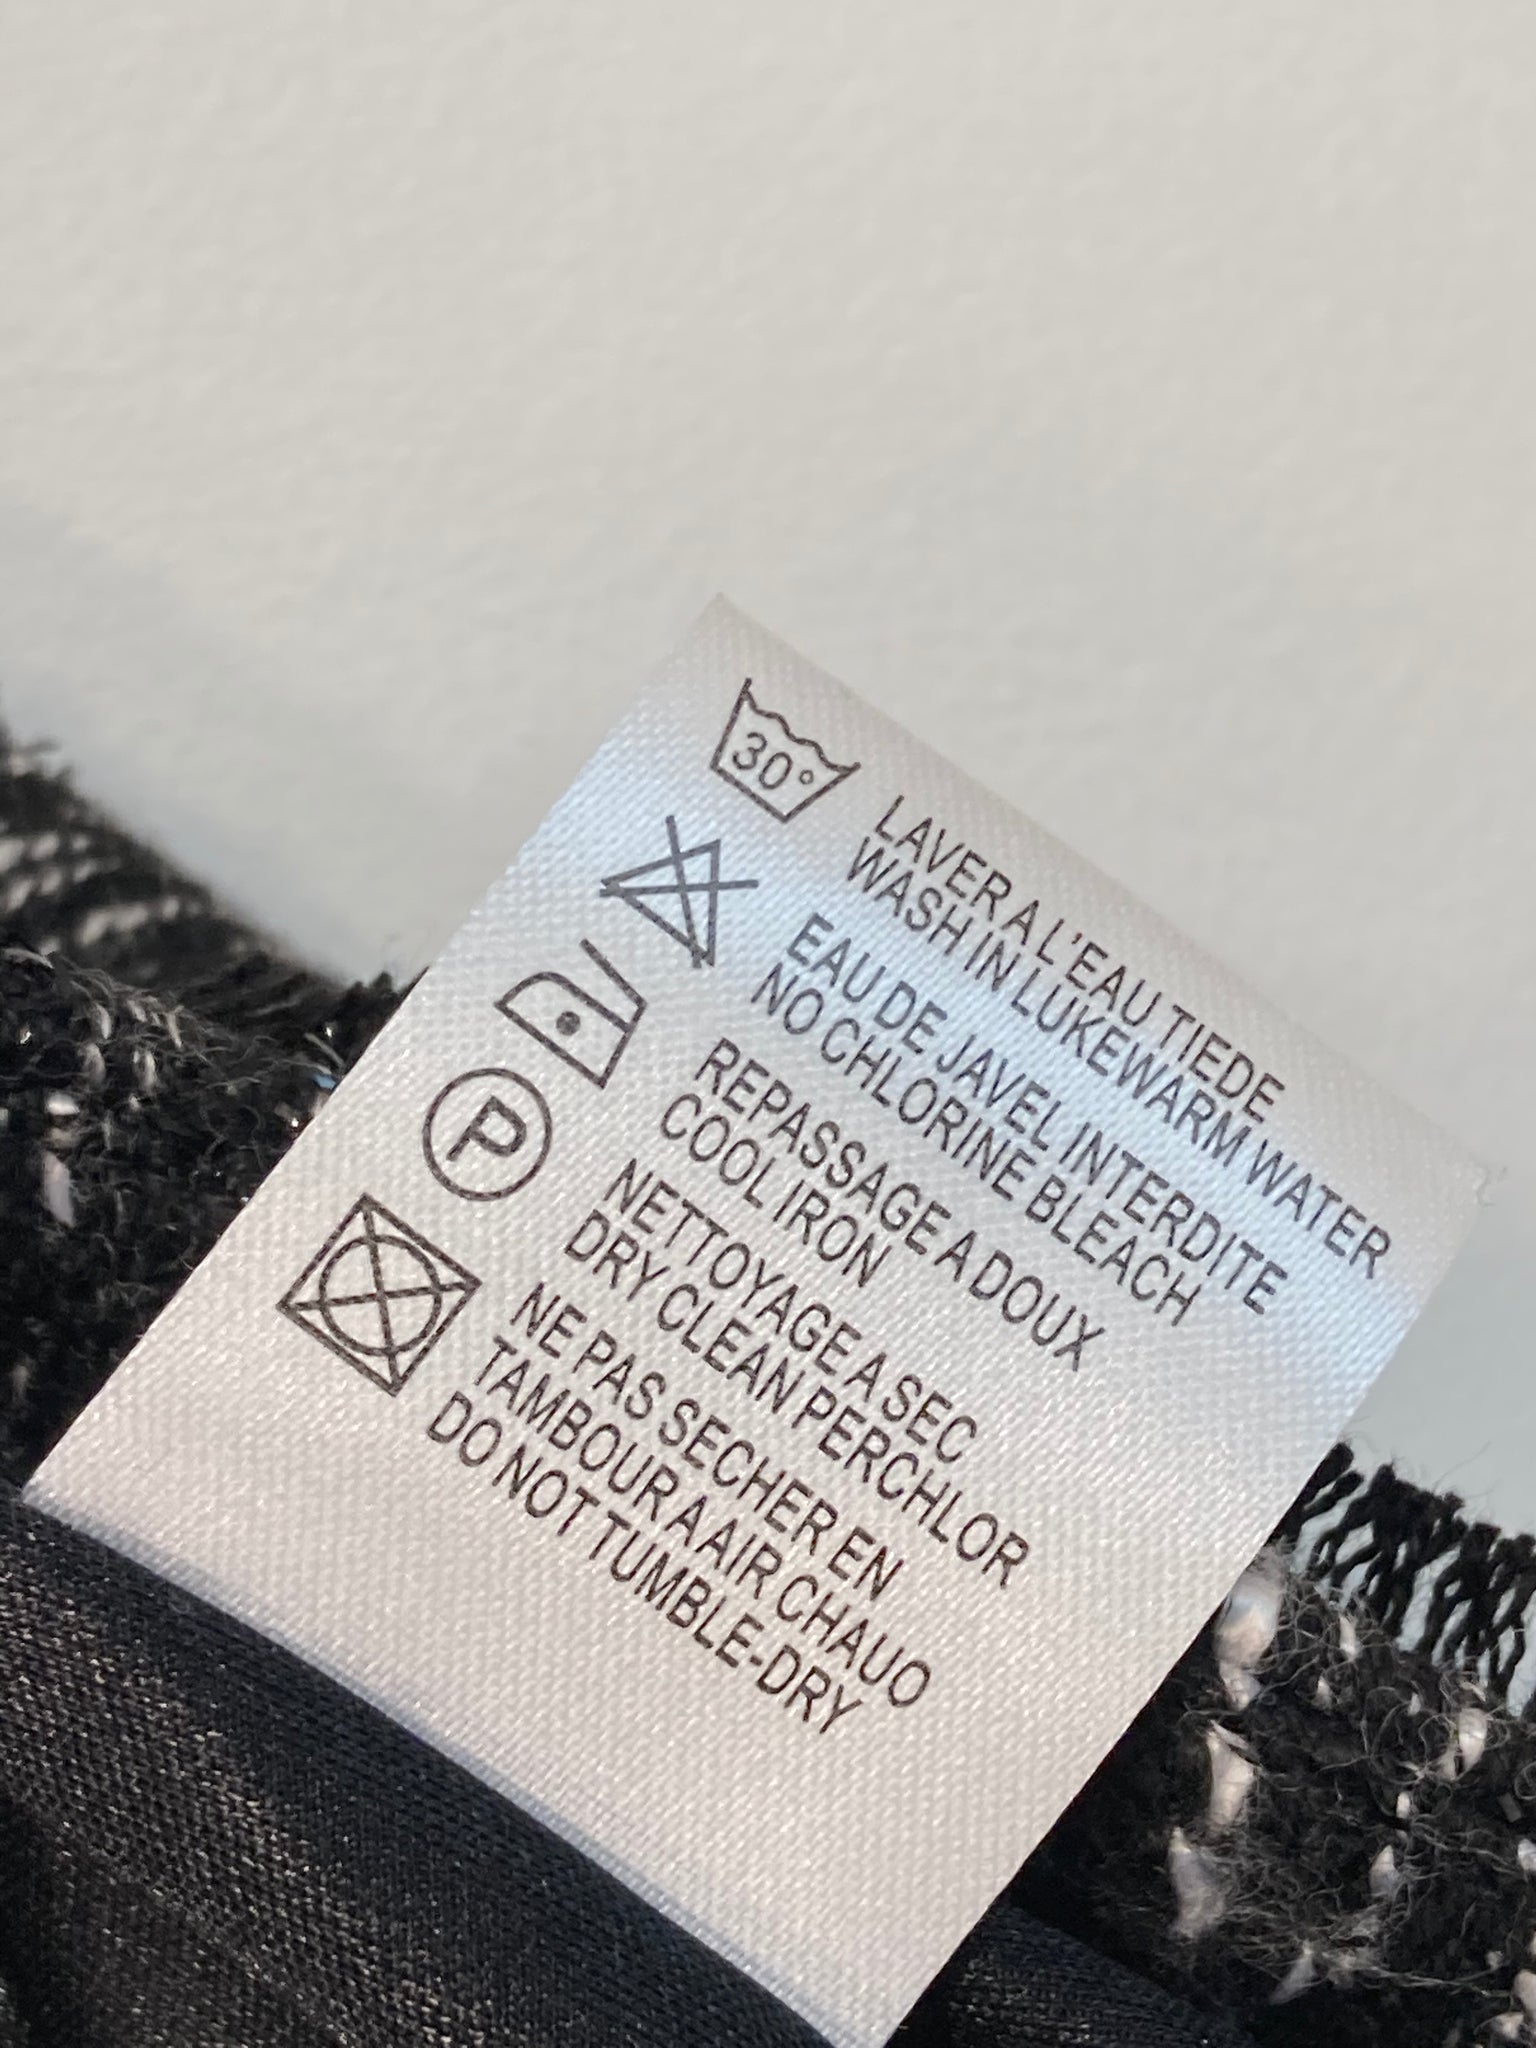 30°
LAVER A L'EAU TIEDE
WASH IN LUKEWARM WATER
EAU DE JAVEL INTERDITE
NO CHLORINE BLEACH
REPASSAGE A DOUX
COOL IRON
P
NETTOYAGE A SEC
DRY CLEAN PERCHLOR
NE PAS SECHER EN
TAMBOUR A AIR CHAUO
DO NOT TUMBLE-DRY